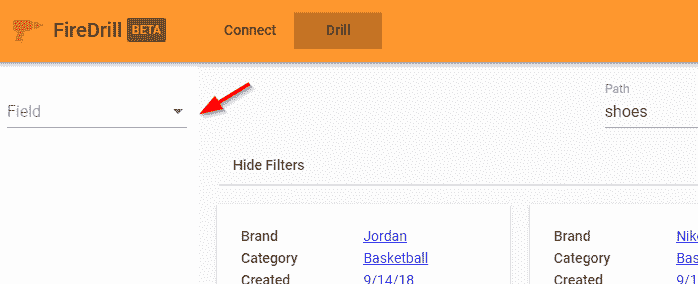 FireDrill BETA Connect Drill
Field
Path
shoes
Hide Filters
Brand Jordan
Category Basketball
Created 9/14/18
Brand Nik
Category Bas
Created 9/1